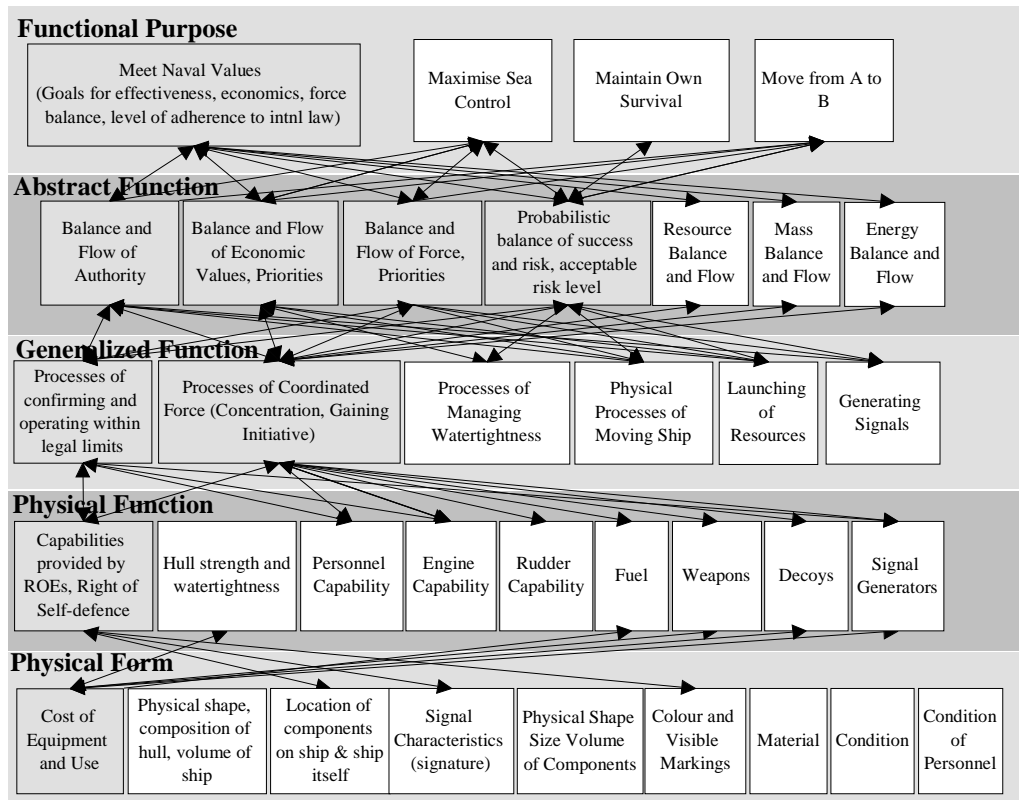 Functional Purpose
Meet Naval Values
(Goals for effectiveness, economics, force
balance, level of adherence to intnl law)
Maximise Sea
Control
Maintain Own
Survival
Move from A to
B
Abstract Function
Balance and
Flow of
Authority
Balance and Flow
of Economic
Values, Priorities
Balance and
Flow of Force,
Priorities
Probabilistic
balance of success
and risk, acceptable
risk level
Resource
Balance
and Flow
Mass
Balance
and Flow
Energy
Balance and
Flow
Generalized Function
Processes of
confirming and
operating within
legal limits
Processes of Coordinated
Force (Concentration, Gaining
Initiative)
Processes of
Managing
Watertightness
Physical
Processes of
Moving Ship
Launching
of
Resources
Generating
Signals
Physical Function
Capabilities
provided by
ROEs, Right of
Self-defence
Hull strength and
watertightness
Personnel
Capability
Engine
Capability
Rudder
Capability
Fuel
Weapons
Decoys
Signal
Generators
Physical Form
Cost of
Equipment
and Use
Physical shape,
composition of
hull, volume of
ship
Location of
components
on ship & ship
itself
Signal
Characteristics
(signature)
Physical Shape
Size Volume
of Components
Colour and
Visible
Markings
Material
Condition
Condition
of
Personnel